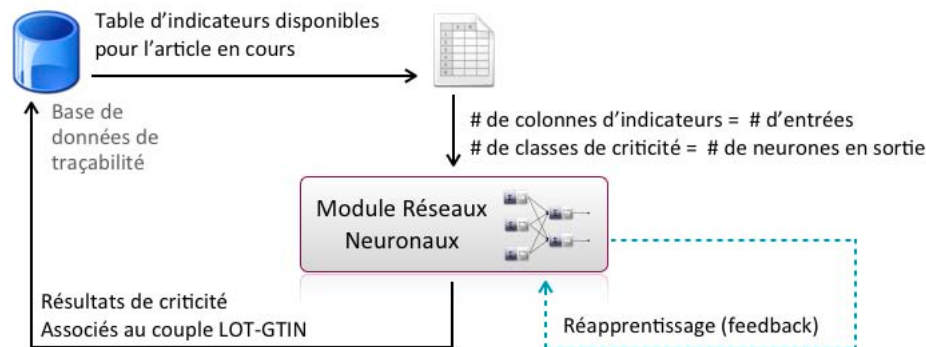 Table d’indicateurs disponibles
pour l’article en cours
Base de
données de
traçabilité
# de colonnes d’indicateurs = # d’entrées
# de classes de criticité = # de neurones en sortie
Module Réseaux
Neuronaux
Résultats de criticité
Associés au couple LOT-GTIN
Réapprentissage (feedback)